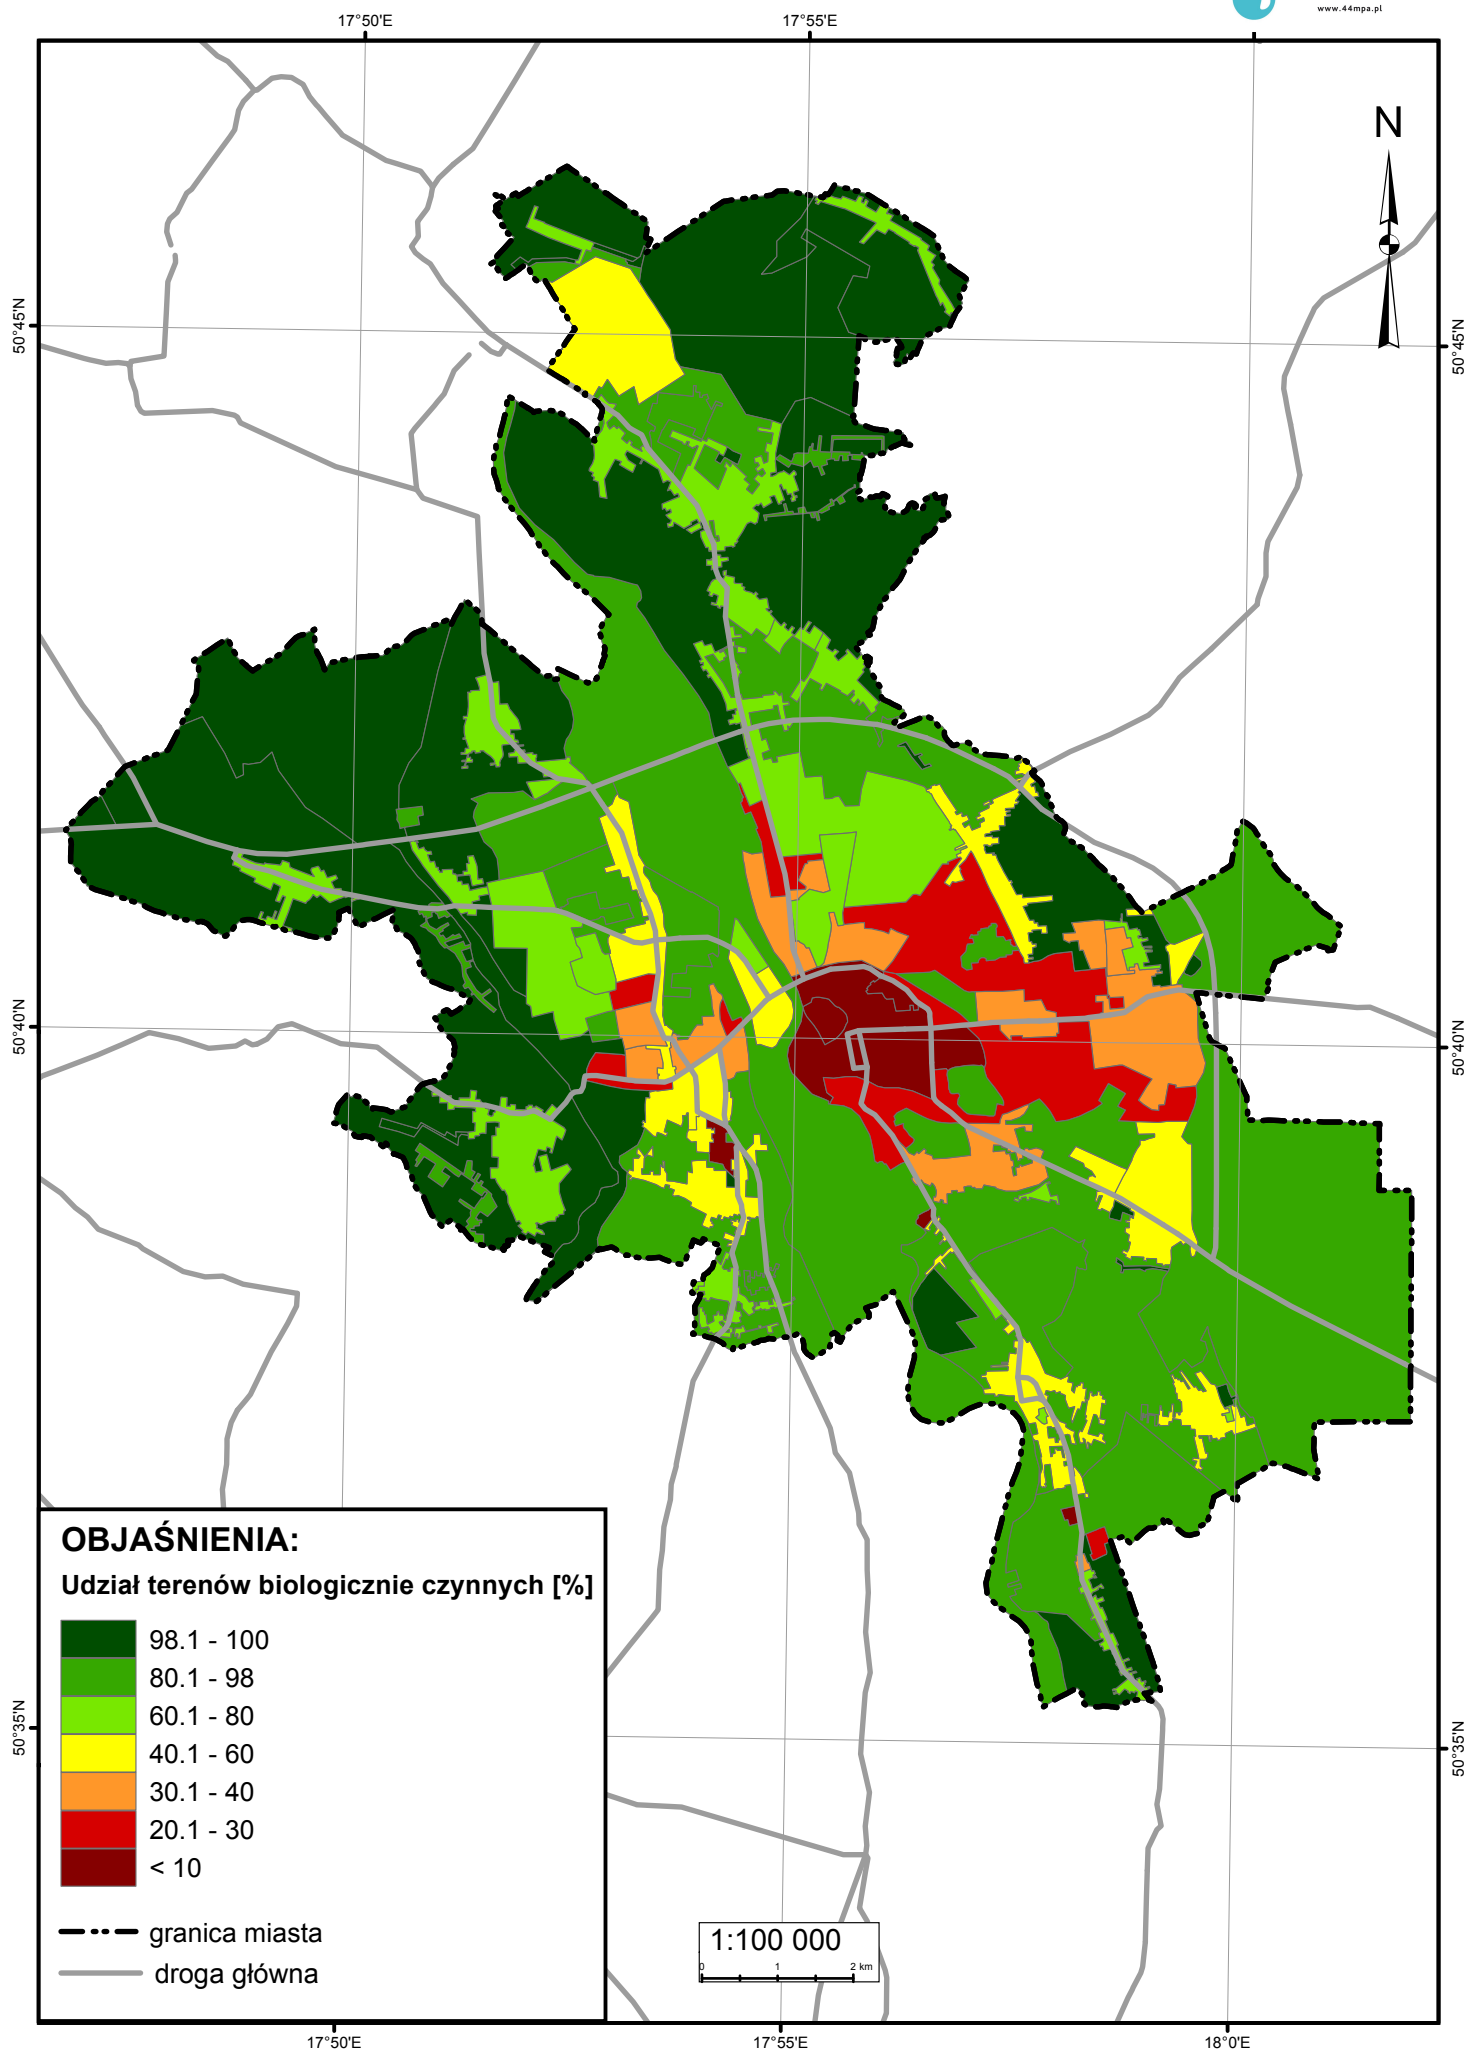 www.44mpa.pl
17°50'E
17°55'E
N
50°45'N
50°45'N
50°40'N
50°40'N
OBJAŚNIENIA:
Udział terenów biologicznie czynnych [%]
98.1 - 100
80.1 - 98
60.1 - 80
40.1 - 60
30.1 - 40
20.1 - 30
< 10
granica miasta
droga główna
50°35'N
50°35'N
1:100 000
0 1 2 km
17°50'E
17°55'E
18°0'E